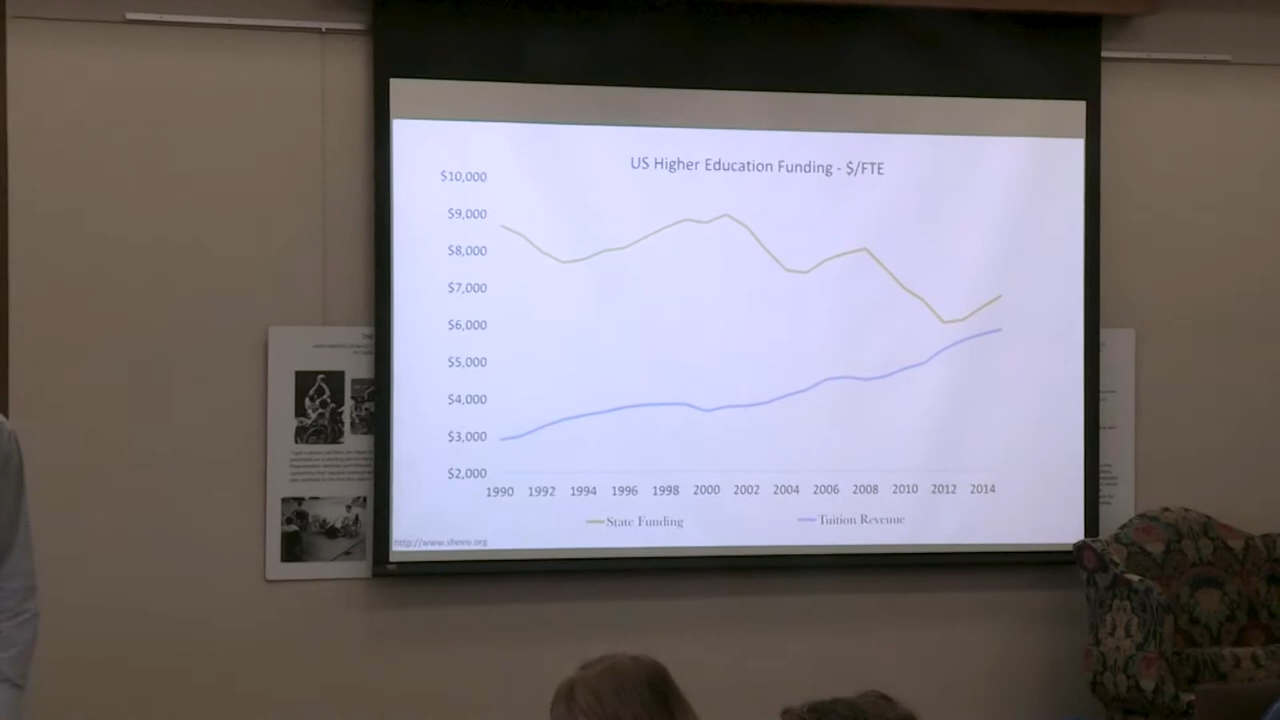 US Higher Education Funding - $/FTE
$10,000
$9,000
$8,000
$7,000
$6,000
$5,000
$4,000
$3,000
$2,000
1990 1992 1994 1996 1998 2000 2002 2004 2006 2008 2010 2012 2014
State Funding Tuition Revenue
http://www.sheeo.org